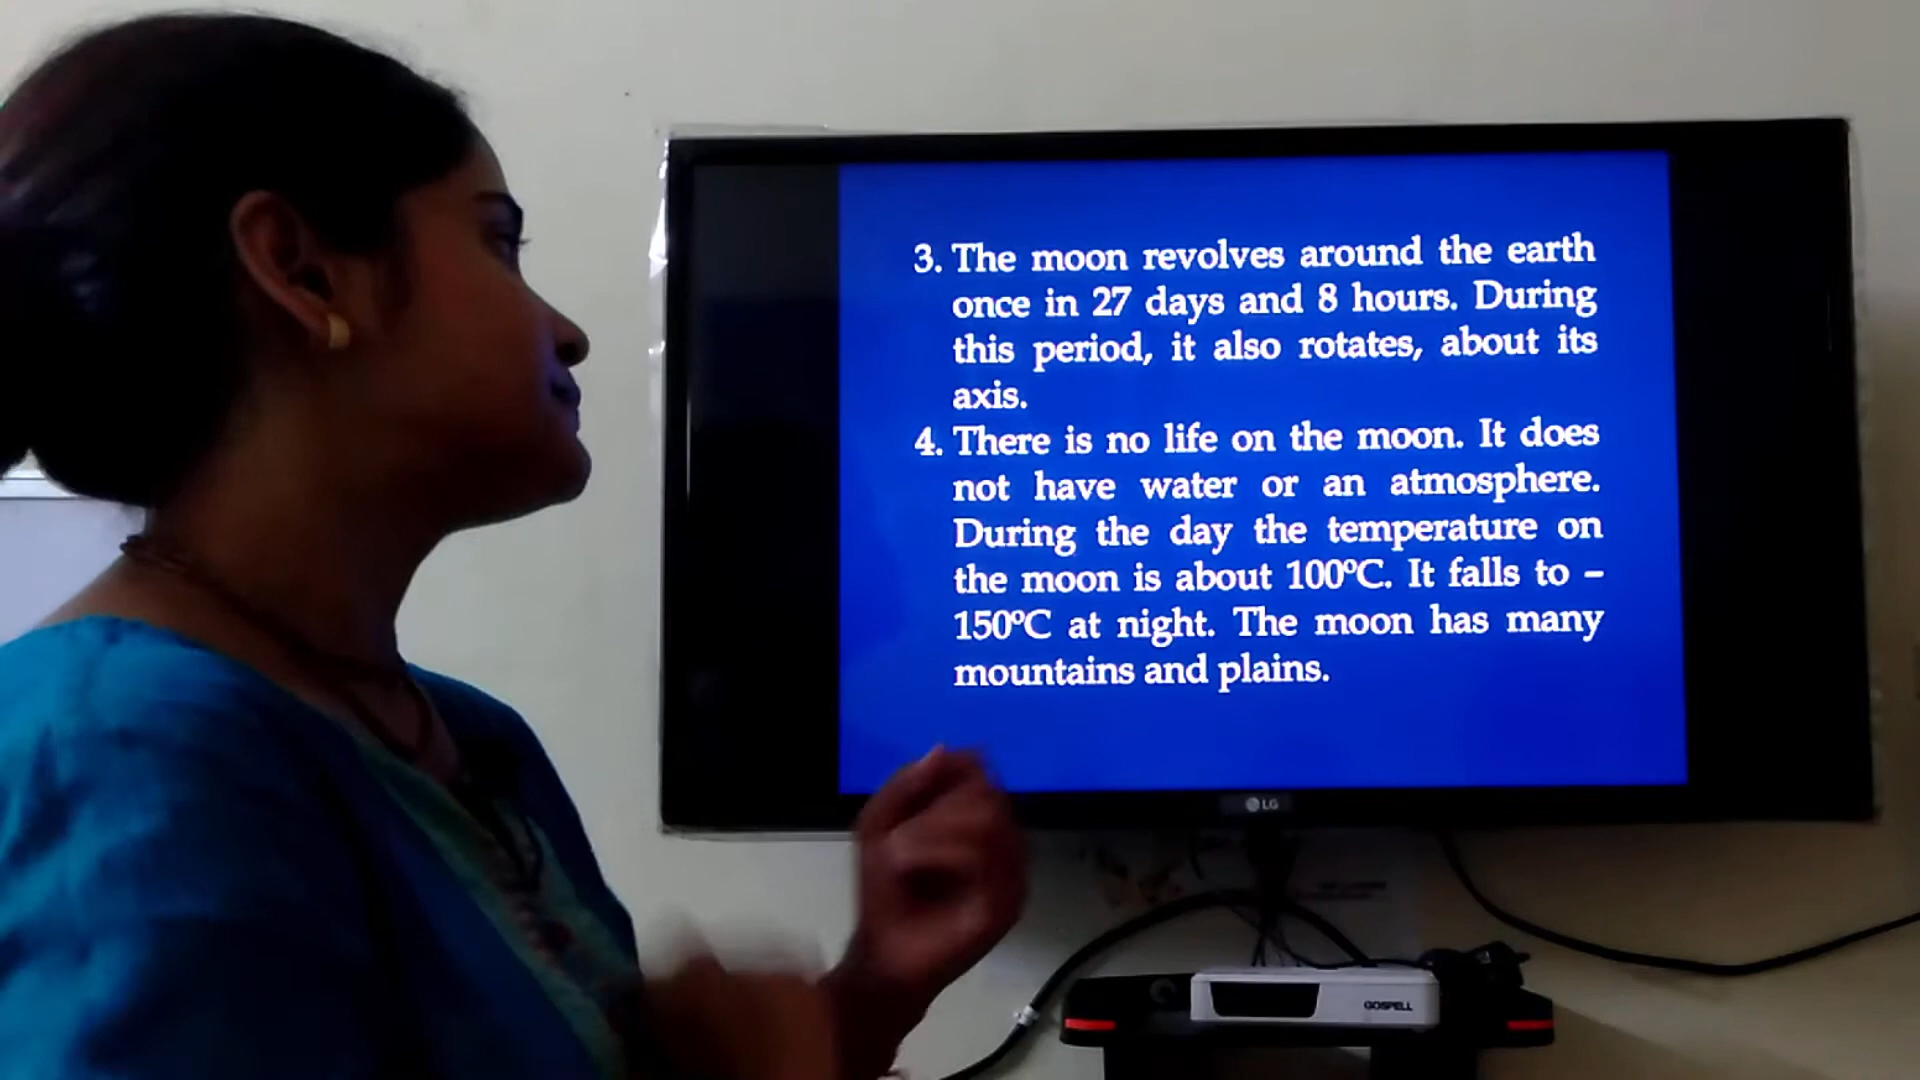 3. The moon revolves around the earth
once in 27 days and 8 hours. During
this period, it also rotates, about its
axis.
4. There is no life on the moon. It does
not have water or an atmosphere.
During the day the temperature on
the moon is about 100ºC. It falls to –
150ºC at night. The moon has many
mountains and plains.
LG
GOSPELL